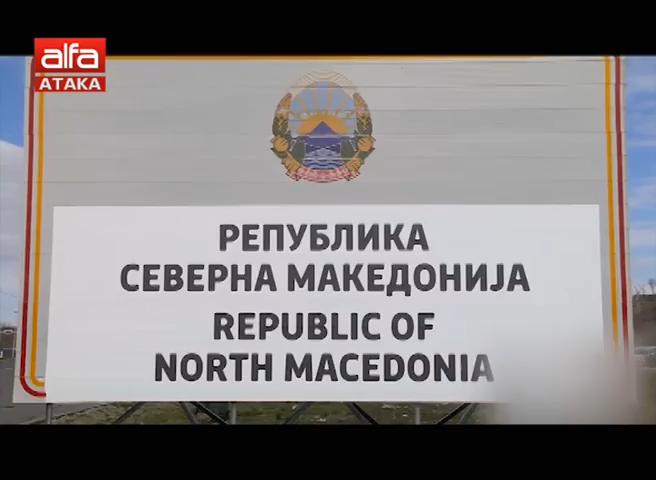 alfa
АТАКА
РЕПУБЛИКА
СЕВЕРНА МАКЕДОНИЈА
REPUBLIC OF
NORTH MACEDONIA